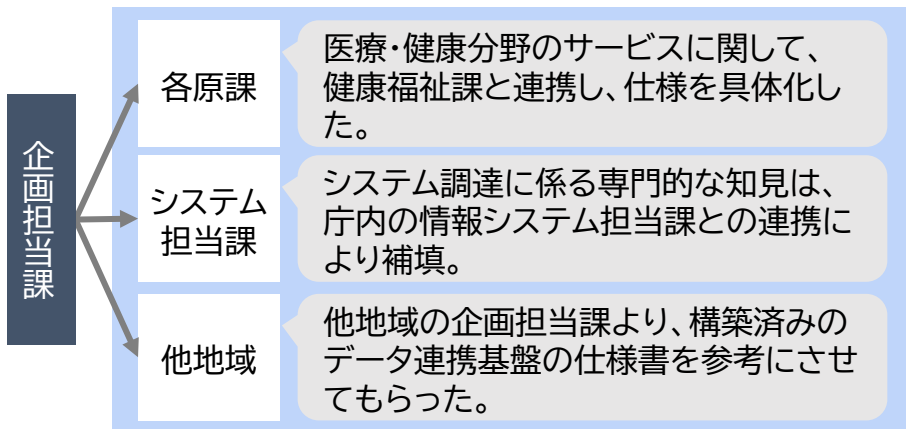 企画担当課
各原課
医療・健康分野のサービスに関して、
健康福祉課と連携し、仕様を具体化し
た。
システム
担当課
システム調達に係る専門的な知見は、
庁内の情報システム担当課との連携に
より補填。
他地域
他地域の企画担当課より、構築済みの
データ連携基盤の仕様書を参考にさせ
てもらった。